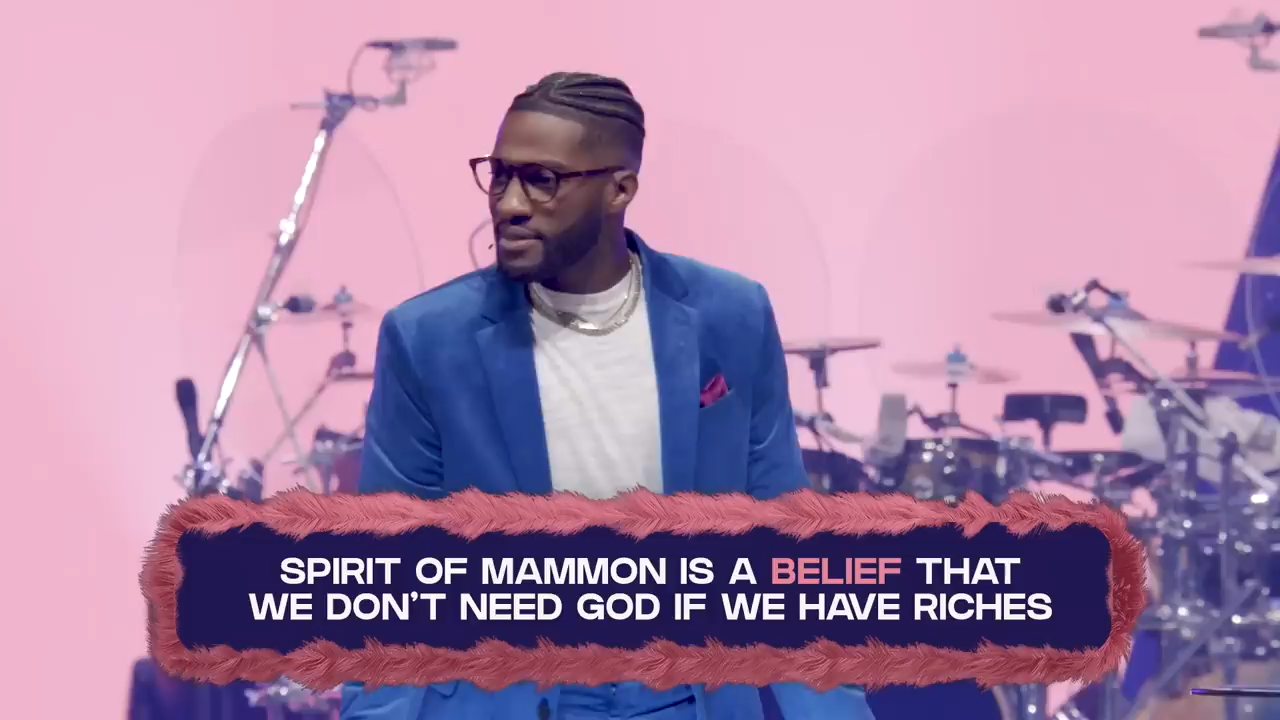 SPIRIT OF MAMMON IS A BELIEF THAT
WE DON'T NEED GOD IF WE HAVE RICHES